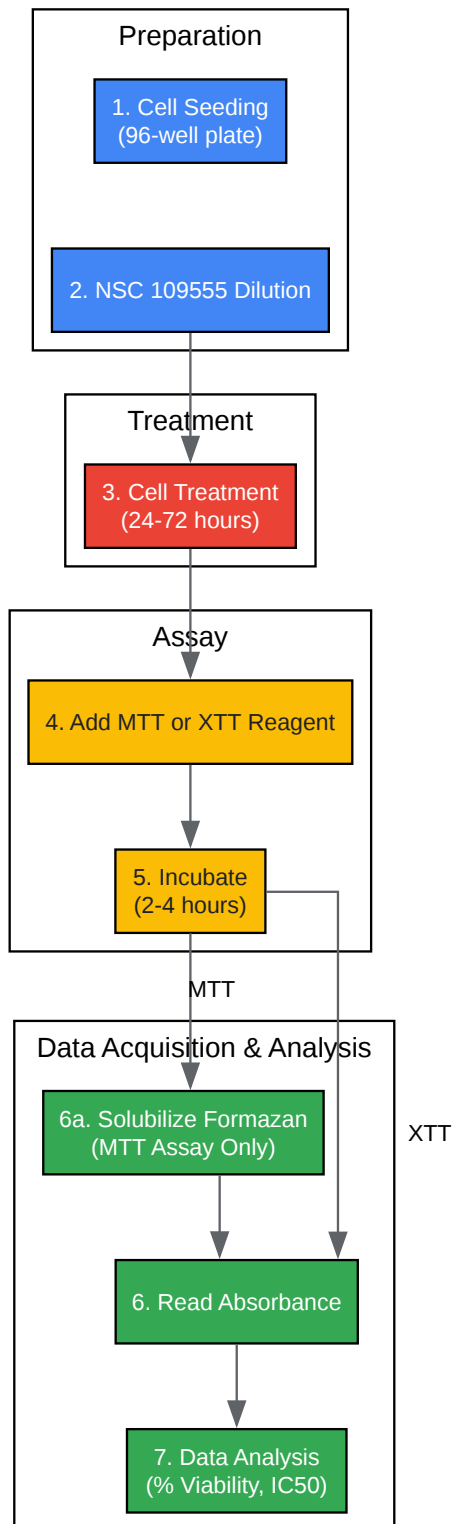 Preparation
1. Cell Seeding
(96-well plate)
2. NSC 109555 Dilution
Treatment
3. Cell Treatment
(24-72 hours)
Assay
4. Add MTT or XTT Reagent
5. Incubate
(2-4 hours)
MTT
Data Acquisition & Analysis
6a. Solubilize Formazan
(MTT Assay Only)
XTT
6. Read Absorbance
7. Data Analysis
(% Viability, IC50)